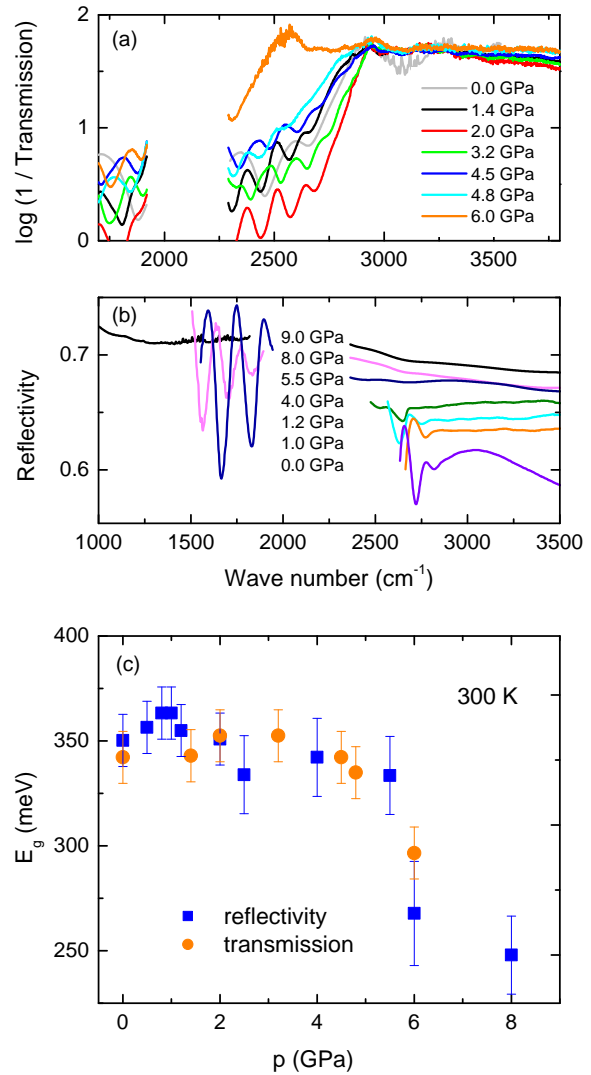 (a)
log (1 / Transmission)
2
1
0
0.0 GPa
1.4 GPa
2.0 GPa
3.2 GPa
4.5 GPa
4.8 GPa
6.0 GPa
2000 2500 3000 3500
(b)
Reflectivity
0.7
0.6
9.0 GPa
8.0 GPa
5.5 GPa
4.0 GPa
1.2 GPa
1.0 GPa
0.0 GPa
1000 1500 2000 2500 3000 3500
Wave number (cm⁻¹)
(c)
300 K
E_g (meV)
400
350
300
250
reflectivity
transmission
0 2 4 6 8
p (GPa)